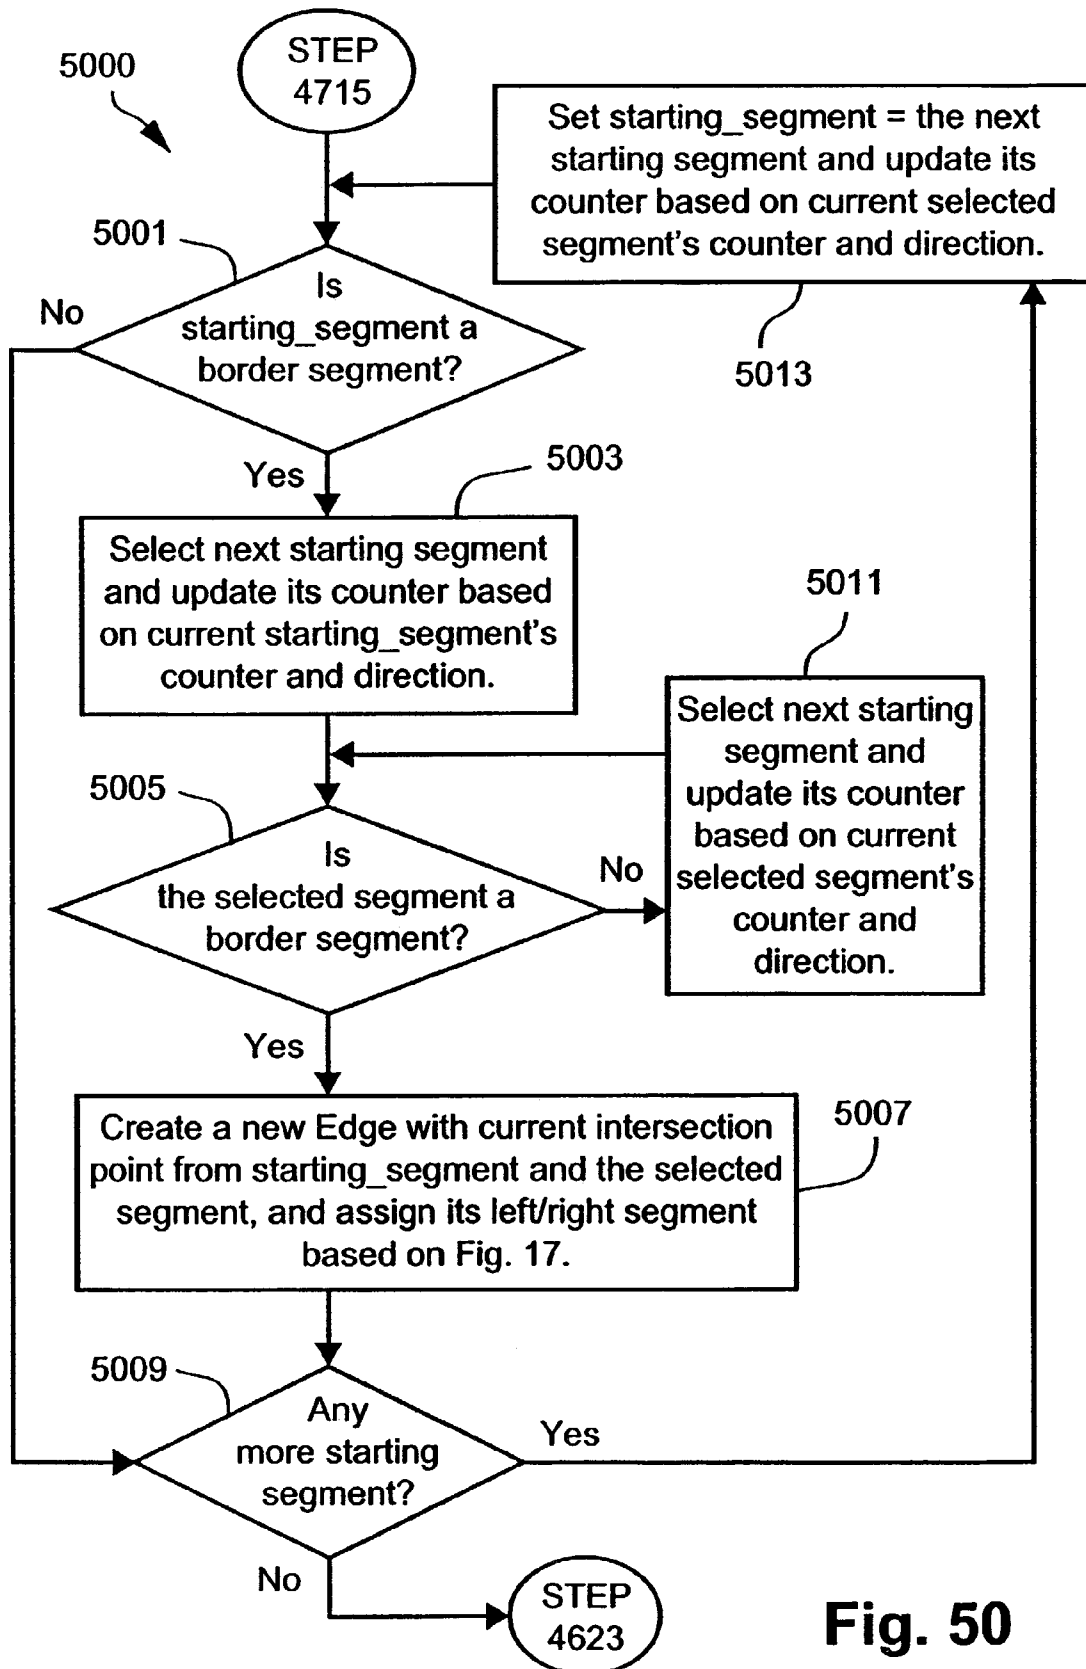 STEP
4715
5000
Set starting_segment = the next
starting segment and update its
counter based on current selected
segment's counter and direction.
5013
5001
Is
starting_segment a
border segment?
No
Yes
5003
Select next starting segment
and update its counter based
on current starting_segment's
counter and direction.
5011
Select next starting
segment and
update its counter
based on current
selected segment's
counter and
direction.
5005
Is
the selected segment a
border segment?
No
Yes
Create a new Edge with current intersection
point from starting_segment and the selected
segment, and assign its left/right segment
based on Fig. 17.
5007
5009
Any
more starting
segment?
Yes
No
STEP
4623
Fig. 50